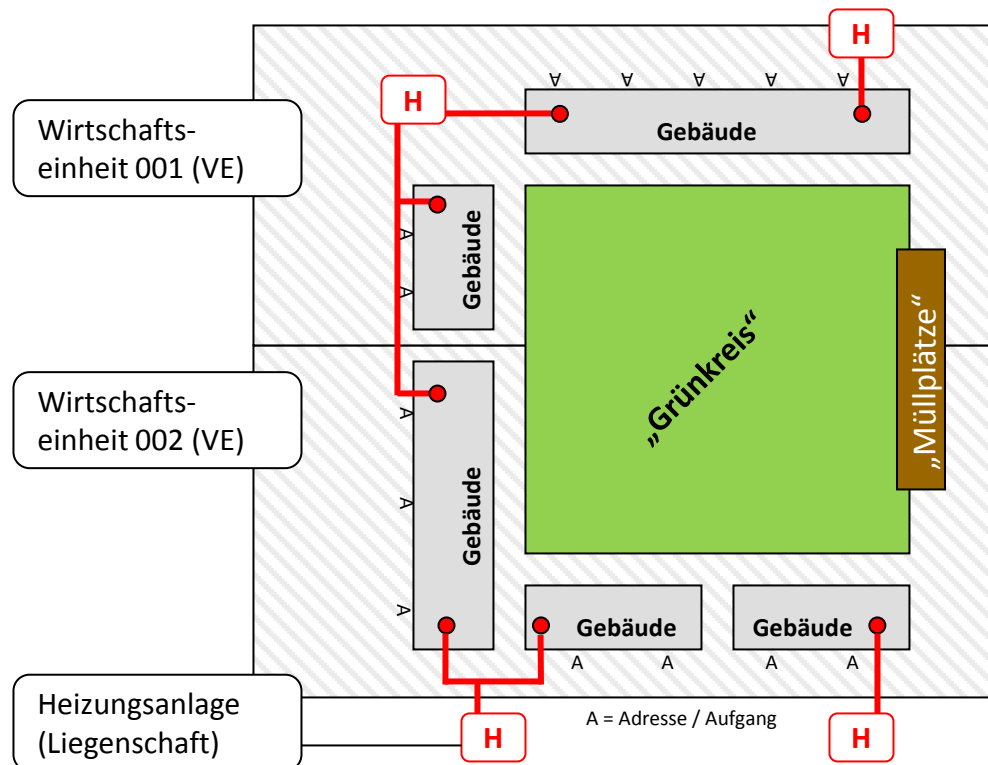 H
∀ ∀ ∀ ∀ ∀
H
Gebäude
Wirtschafts-
einheit 001 (VE)
A
A
Gebäude
„Grünkreis“
„Müllplätze“
Wirtschafts-
einheit 002 (VE)
A
A
A
Gebäude
Gebäude
Gebäude
A A A A
Heizungsanlage
(Liegenschaft)
A = Adresse / Aufgang
H
H